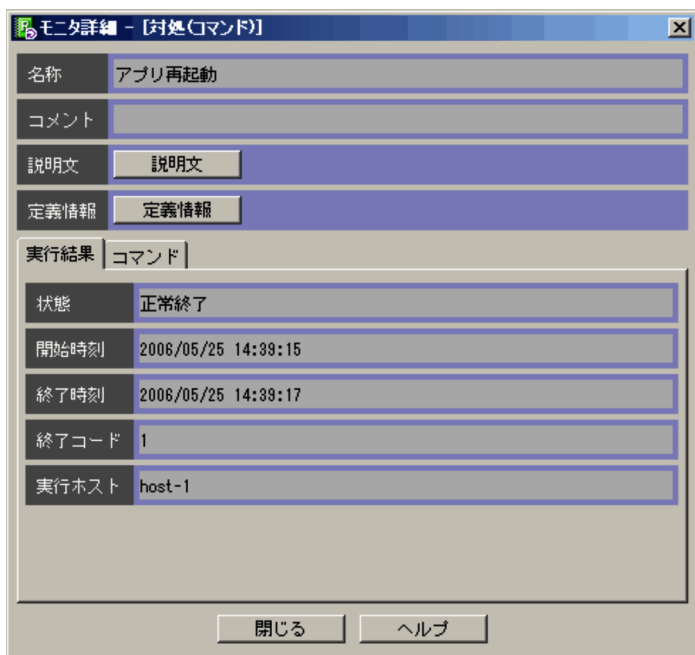 モニタ詳細 - [対処(コマンド)]
名称 アプリ再起動
コメント
説明文 説明文
定義情報 定義情報
実行結果 コマンド
状態 正常終了
開始時刻 2006/05/25 14:39:15
終了時刻 2006/05/25 14:39:17
終了コード 1
実行ホスト host-1
閉じる ヘルプ